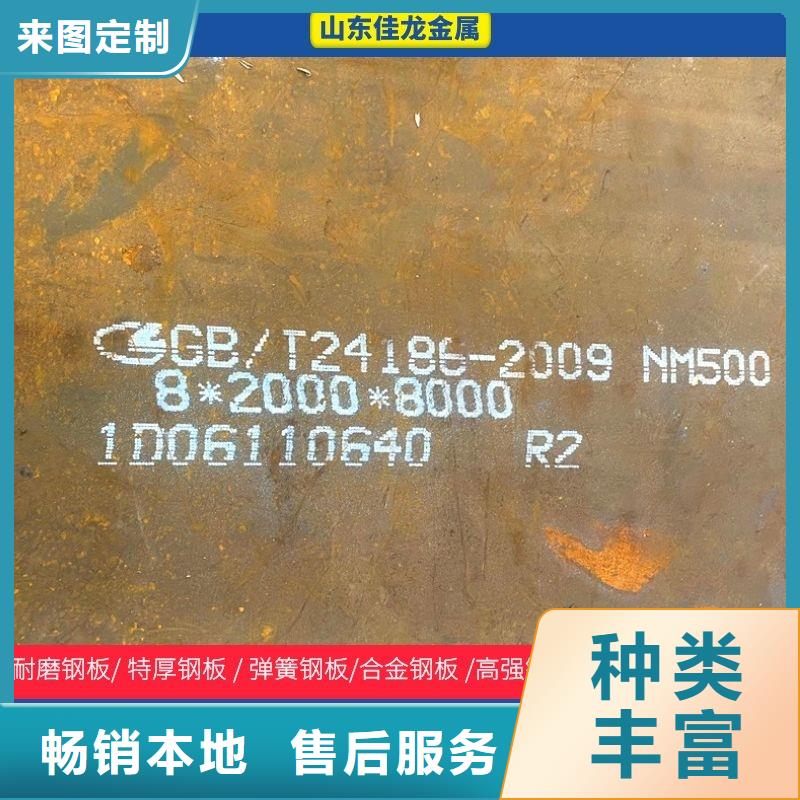 来图定制
山东佳龙金属
GB/T24186-2009 NM500
8*2000*8000
1D06110640 R2
耐磨钢板/ 特厚钢板 / 弹簧钢板/合金钢板 /高强
种类
丰富
畅销本地 售后服务